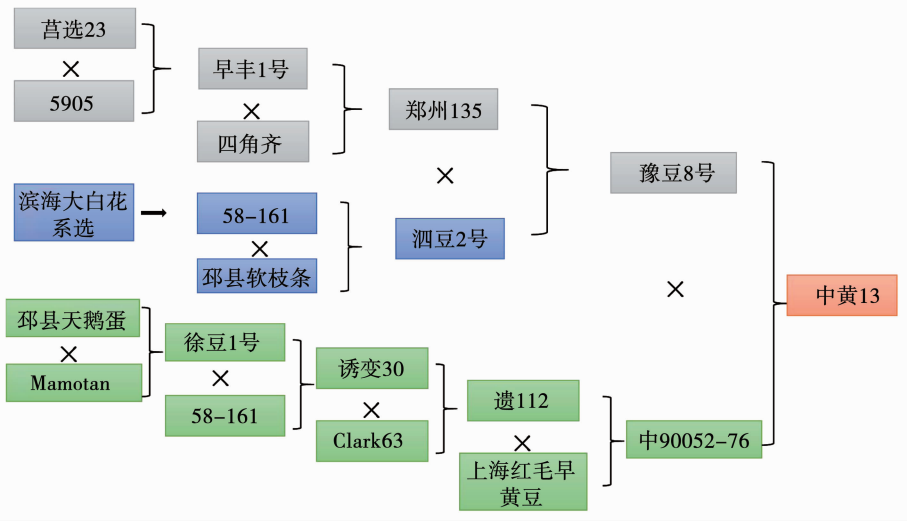 莒选23
×
5905
早丰1号
×
四角齐
郑州135
×
豫豆8号
滨海大白花
系选
58-161
×
邳县软枝条
泗豆2号
×
中黄13
邳县天鹅蛋
×
Mamotan
徐豆1号
×
58-161
诱变30
×
Clark63
遗112
×
上海红毛早
黄豆
中90052-76